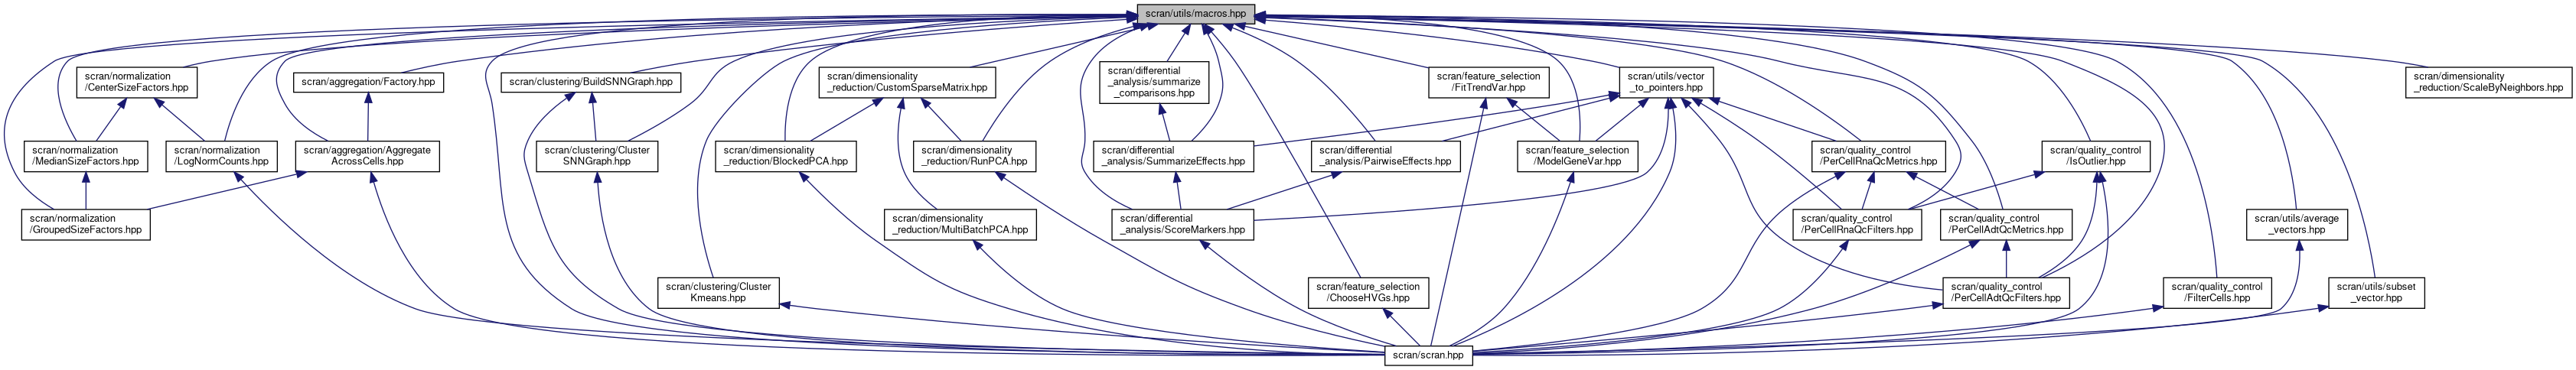 scran/utils/macros.hpp
scran/normalization
/CenterSizeFactors.hpp
scran/aggregation/Factory.hpp
scran/clustering/BuildSNNGraph.hpp
scran/dimensionality
_reduction/CustomSparseMatrix.hpp
scran/differential
_analysis/summarize
_comparisons.hpp
scran/feature_selection
/FitTrendVar.hpp
scran/utils/vector
_to_pointers.hpp
scran/dimensionality
_reduction/ScaleByNeighbors.hpp
scran/normalization
/MedianSizeFactors.hpp
scran/normalization
/LogNormCounts.hpp
scran/aggregation/Aggregate
AcrossCells.hpp
scran/clustering/Cluster
SNNGraph.hpp
scran/dimensionality
_reduction/BlockedPCA.hpp
scran/dimensionality
_reduction/RunPCA.hpp
scran/differential
_analysis/SummarizeEffects.hpp
scran/differential
_analysis/PairwiseEffects.hpp
scran/feature_selection
/ModelGeneVar.hpp
scran/quality_control
/PerCellRnaQcMetrics.hpp
scran/quality_control
/IsOutlier.hpp
scran/normalization
/GroupedSizeFactors.hpp
scran/dimensionality
_reduction/MultiBatchPCA.hpp
scran/differential
_analysis/ScoreMarkers.hpp
scran/quality_control
/PerCellRnaQcFilters.hpp
scran/quality_control
/PerCellAdtQcMetrics.hpp
scran/utils/average
_vectors.hpp
scran/clustering/Cluster
Kmeans.hpp
scran/feature_selection
/ChooseHVGs.hpp
scran/quality_control
/PerCellAdtQcFilters.hpp
scran/quality_control
/FilterCells.hpp
scran/utils/subset
_vector.hpp
scran/scran.hpp